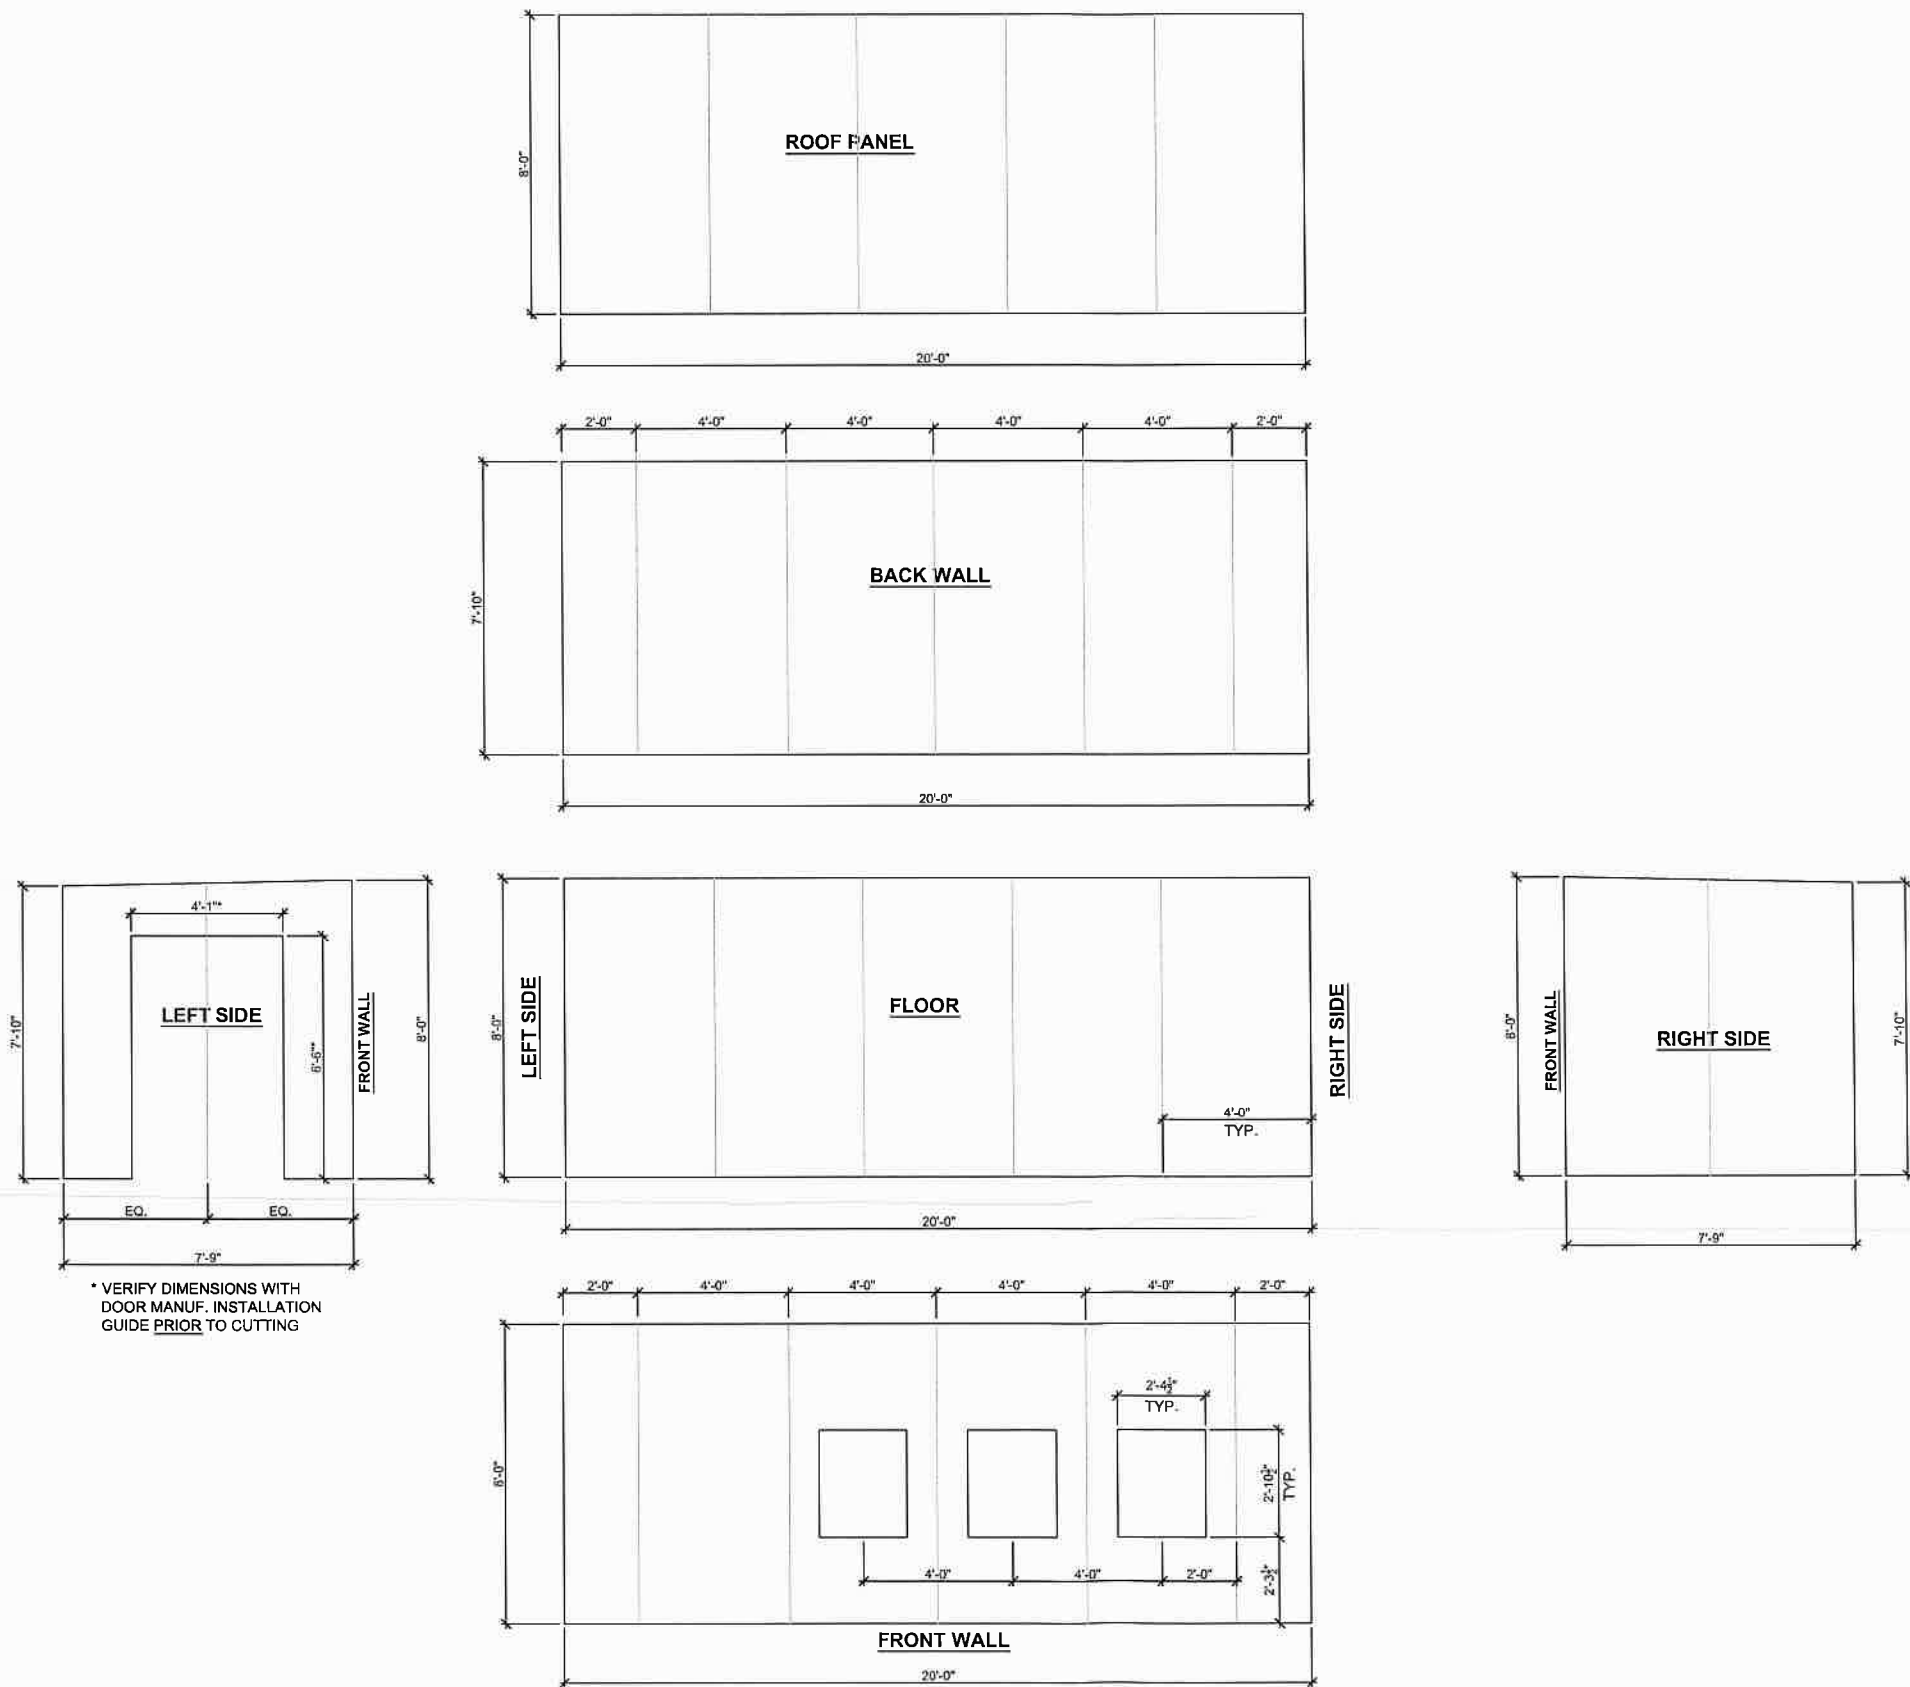 ROOF PANEL
8'-0"
20'-0"
2'-0" 4'-0" 4'-0" 4'-0" 4'-0" 2'-0"
7'-10"
BACK WALL
20'-0"
7'-10"
4'-1"*
LEFT SIDE
6'-6"*
FRONT WALL
8'-0"
EQ. EQ.
7'-9"
* VERIFY DIMENSIONS WITH
DOOR MANUF. INSTALLATION
GUIDE PRIOR TO CUTTING
8'-0"
LEFT SIDE
FLOOR
RIGHT SIDE
4'-0"
TYP.
20'-0"
8'-0"
FRONT WALL
RIGHT SIDE
7'-10"
7'-9"
2'-0" 4'-0" 4'-0" 4'-0" 4'-0" 2'-0"
8'-0"
2'-4½"
TYP.
2'-10½"
TYP.
4'-0" 4'-0" 2'-0"
2'-3½"
FRONT WALL
20'-0"